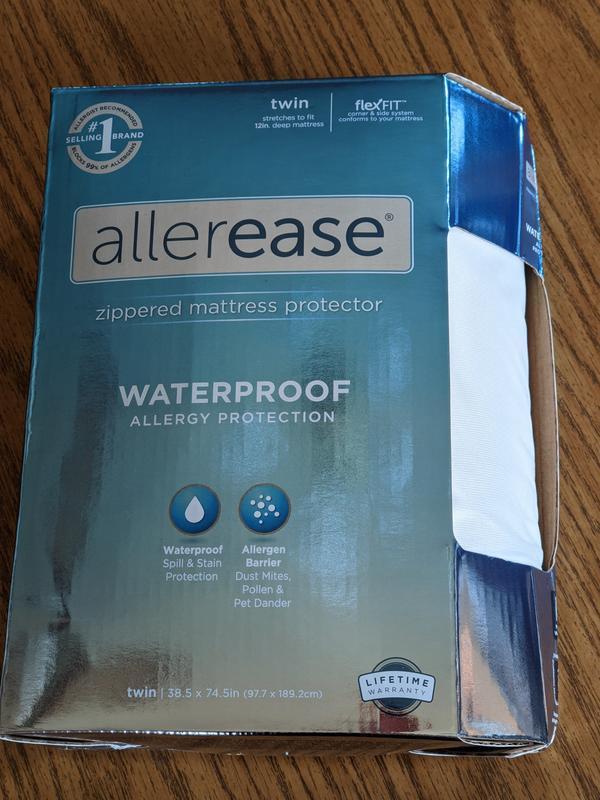 ALLERGIST RECOMMENDED
#1
SELLING BRAND
BLOCKS 99% OF ALLERGENS
twin
stretches to fit
12in. deep mattress
flexFIT™
corner & side system
conforms to your mattress
allerease®
zippered mattress protector
WATERPROOF
ALLERGY PROTECTION
Waterproof
Spill & Stain
Protection
Allergen
Barrier
Dust Mites,
Pollen &
Pet Dander
LIFETIME
WARRANTY
twin | 38.5 x 74.5in (97.7 x 189.2cm)